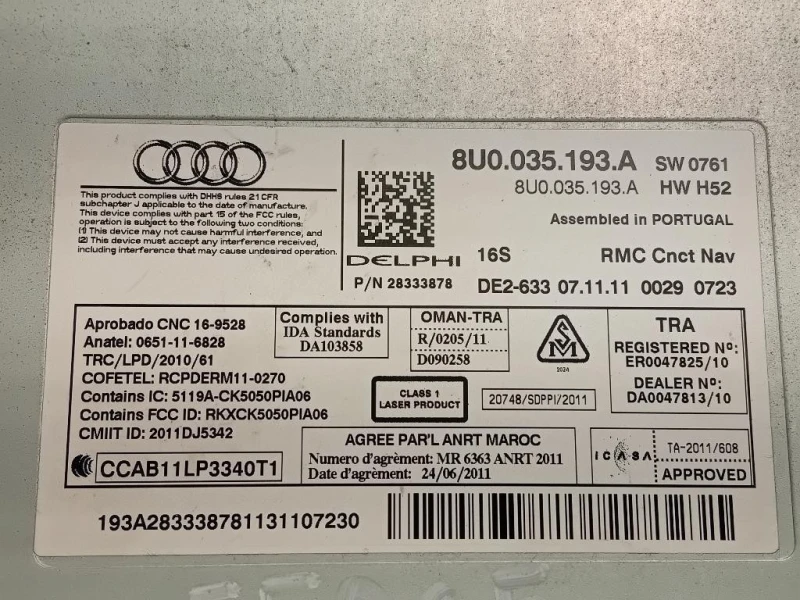 This product complies with DHHS rules 21 CFR
subchapter J applicable to the date of manufacture.
This device complies with part 15 of the FCC rules,
operation is subject to the following two conditions:
(1) This device may not cause harmful interference, and
(2) This device must accept any interference received,
including interference that may cause undesired operation.
DELPHI
P/N 28333878
8U0.035.193.A SW 0761
8U0.035.193.A HW H52
Assembled in PORTUGAL
16S RMC Cnct Nav
DE2-633 07.11.11 0029 0723
Aprobado CNC 16-9528
Anatel: 0651-11-6828
TRC/LPD/2010/61
COFETEL: RCPDERM11-0270
Contains IC: 5119A-CK5050PIA06
Contains FCC ID: RKXCK5050PIA06
CMIIT ID: 2011DJ5342
CCAB11LP3340T1
Complies with
IDA Standards
DA103858
OMAN-TRA
R/0205/11
D090258
CLASS 1
LASER PRODUCT
SVM
1024
20748/SDPPI/2011
TRA
REGISTERED Nº:
ER0047825/10
DEALER Nº:
DA0047813/10
AGREE PAR'L ANRT MAROC
Numero d'agrèment: MR 6363 ANRT 2011
Date d'agrèment: 24/06/2011
ICASA
TA-2011/608
APPROVED
193A283338781131107230